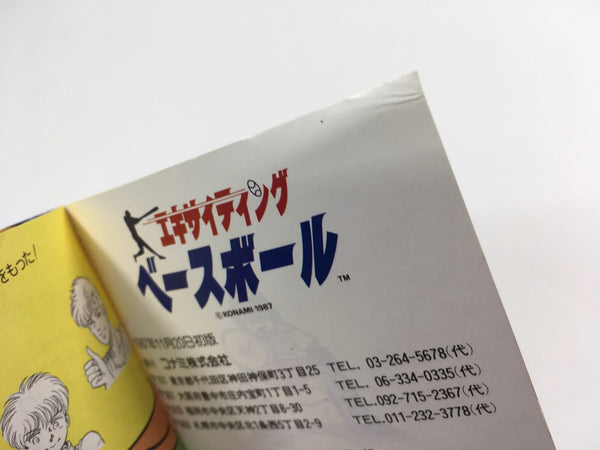 をもった!
エキサイティング
ベースボール
TM
©KONAMI 1987
1987年11月20日初版
コナミ株式会社
東京都千代田区神田神保町3丁目25 TEL. 03-264-5678(代)
大阪府豊中市庄内宝町1丁目1-5 TEL. 06-334-0335(代)
福岡市中央区天神2丁目8-30 TEL.092-715-2367(代)
札幌市中央区北1条西5丁目2-9 TEL.011-232-3778(代)